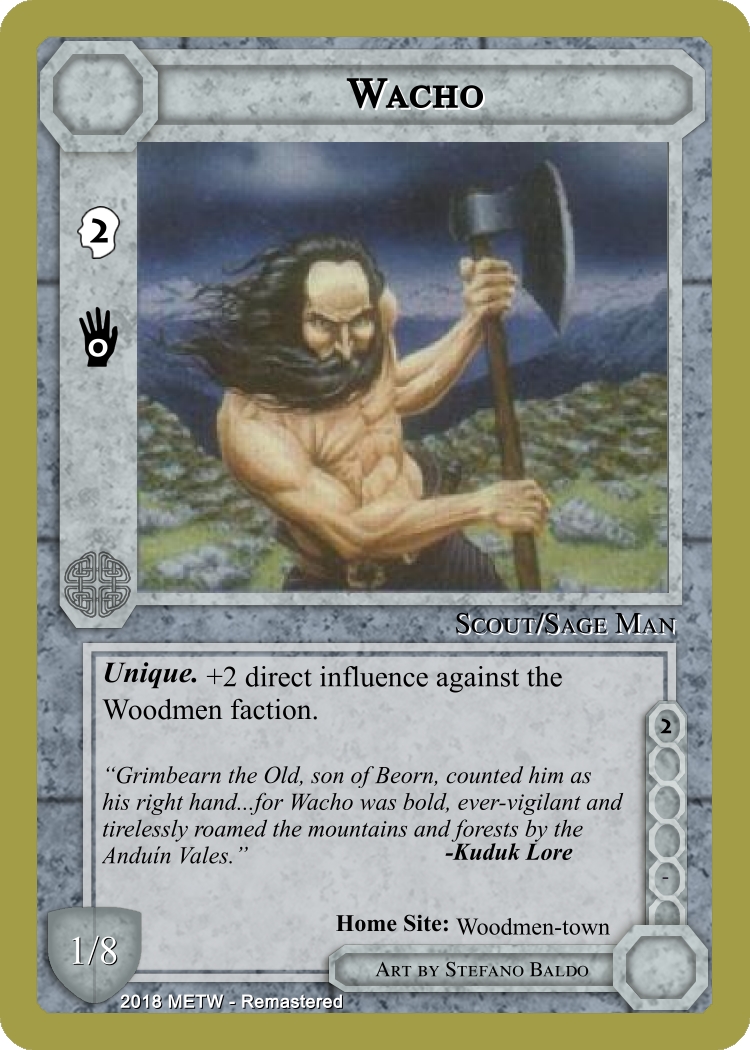 Wacho
2
0
Scout/Sage Man
Unique. +2 direct influence against the
Woodmen faction.
2
“Grimbearn the Old, son of Beorn, counted him as
his right hand...for Wacho was bold, ever-vigilant and
tirelessly roamed the mountains and forests by the
Anduín Vales.” -Kuduk Lore
-
Home Site: Woodmen-town
1/8
Art by Stefano Baldo
2018 METW - Remastered